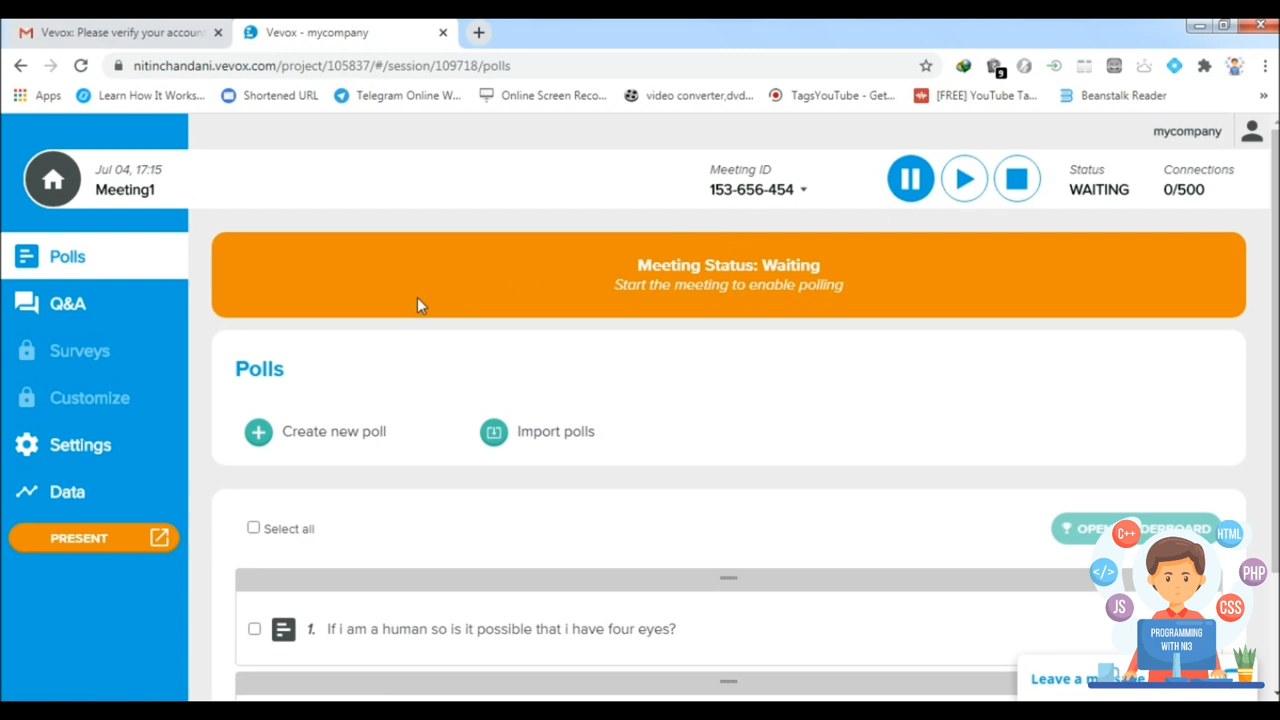 Vevox: Please verify your accoun
Vevox - mycompany
nitinchandani.vevox.com/project/105837/#/session/109718/polls
9
Apps
Learn How It Works...
Shortened URL
Telegram Online W...
Online Screen Reco...
video converter,dvd...
TagsYouTube - Get...
[FREE] YouTube Ta...
Beanstalk Reader
»
mycompany
Jul 04, 17:15
Meeting1
Meeting ID
153-656-454
Status
WAITING
Connections
0/500
Polls
Q&A
Surveys
Customize
Settings
Data
PRESENT
Meeting Status: Waiting
Start the meeting to enable polling
Polls
Create new poll
Import polls
Select all
1. If i am a human so is it possible that i have four eyes?
C++
HTML
</>
PHP
JS
CSS
PROGRAMMING
WITH NI3
Leave a